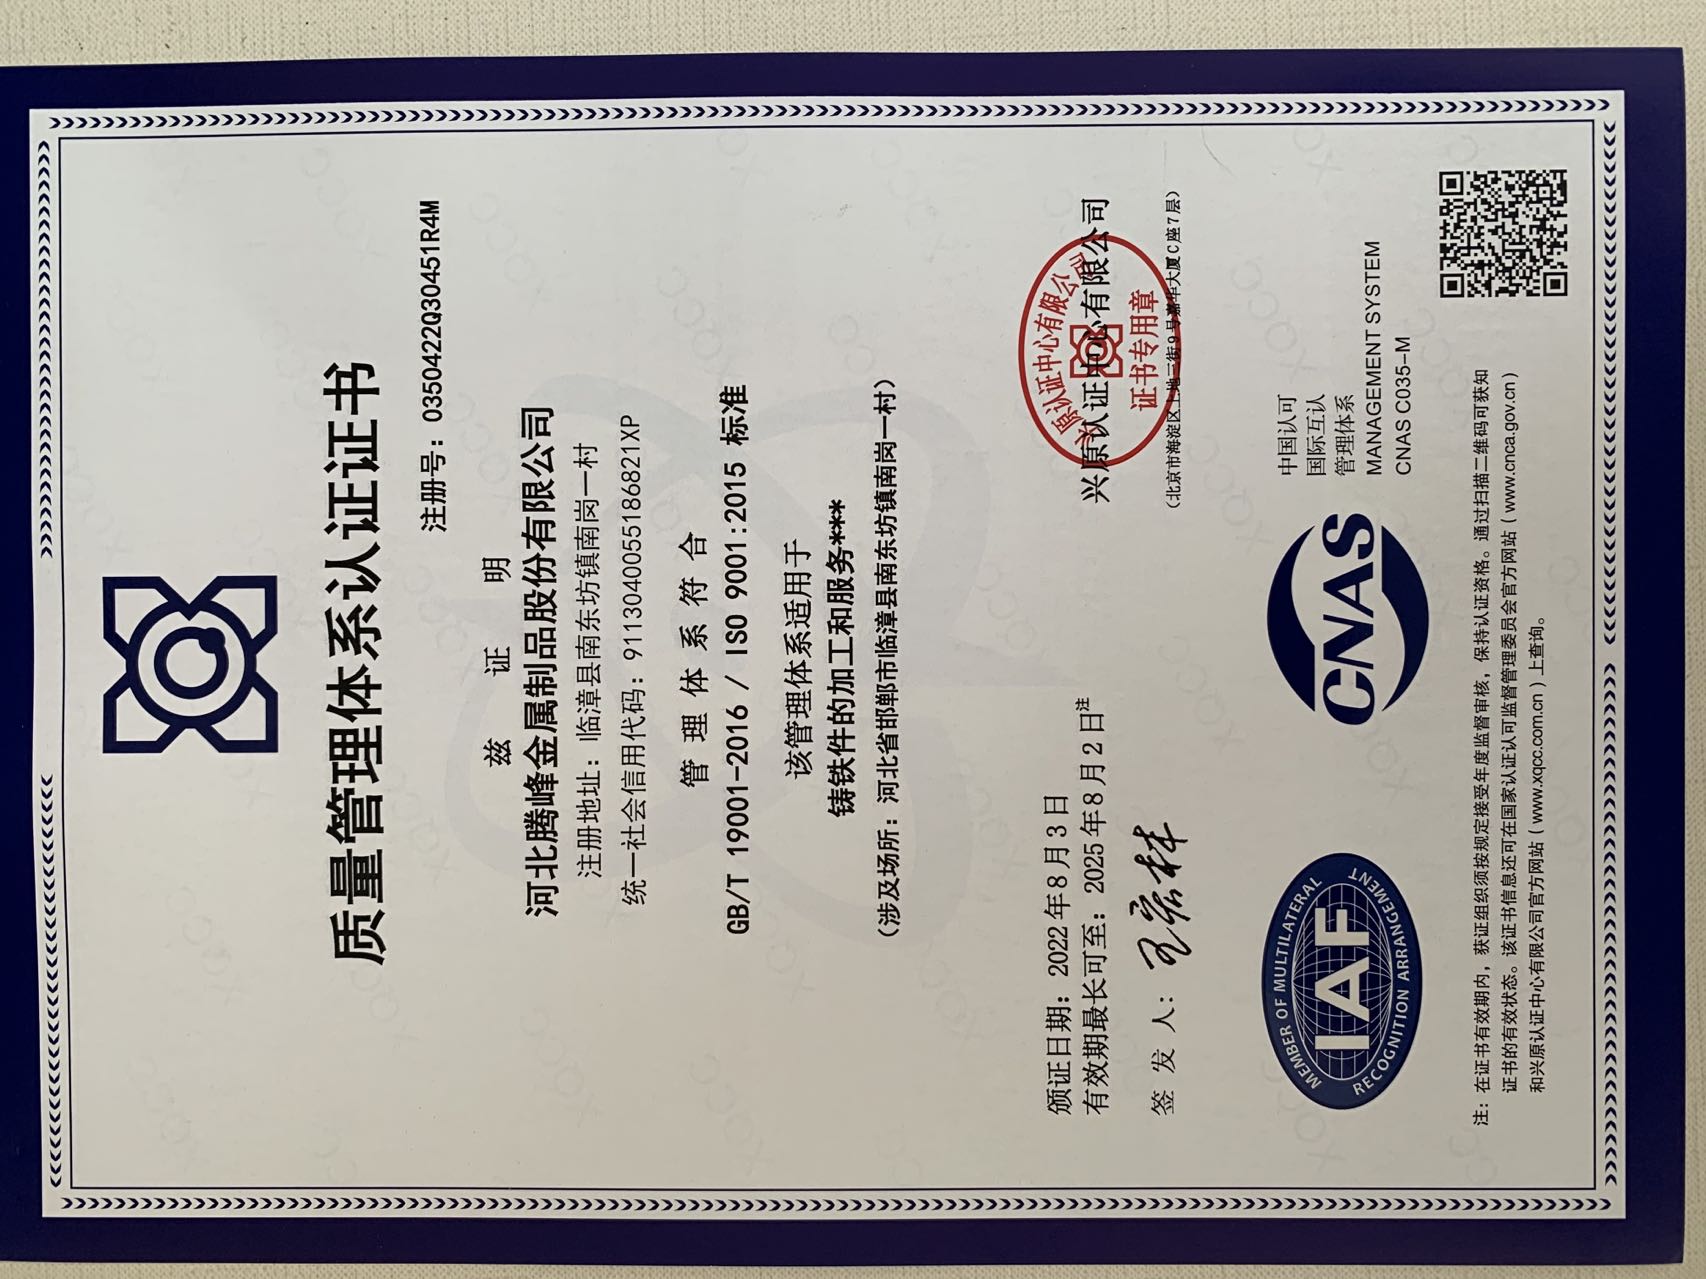 质量管理体系认证证书
注册号：0350422Q30451R4M
兹 证 明
河北腾峰金属制品股份有限公司
注册地址：临漳县南东坊镇南岗一村
统一社会信用代码：91130400551868​21XP
管 理 体 系 符 合
GB/T 19001-2016 / ISO 9001:2015 标准
该管理体系适用于
铸铁件的加工和服务***
（涉及场所：河北省邯郸市临漳县南东坊镇南岗一村）
颁证日期：2022年8月3日
有效期最长可至：2025年8月2日注
签 发 人：
兴原认证中心有限公司
（北京市海淀区上地三街9号嘉华大厦C座7层）
兴原认证中心有限公司
证书专用章
MEMBER OF MULTILATERAL
IAF
RECOGNITION ARRANGEMENT
CNAS
中国认可
国际互认
管理体系
MANAGEMENT SYSTEM
CNAS C035-M
注：在证书有效期内，获证组织须按规定接受年度监督审核，保持认证资格。通过扫描二维码可获知
证书的有效状态。该证书信息还可在国家认证认可监督管理委员会官方网站（www.cnca.gov.cn）
和兴原认证中心有限公司官方网站（www.xqcc.com.cn）上查询。